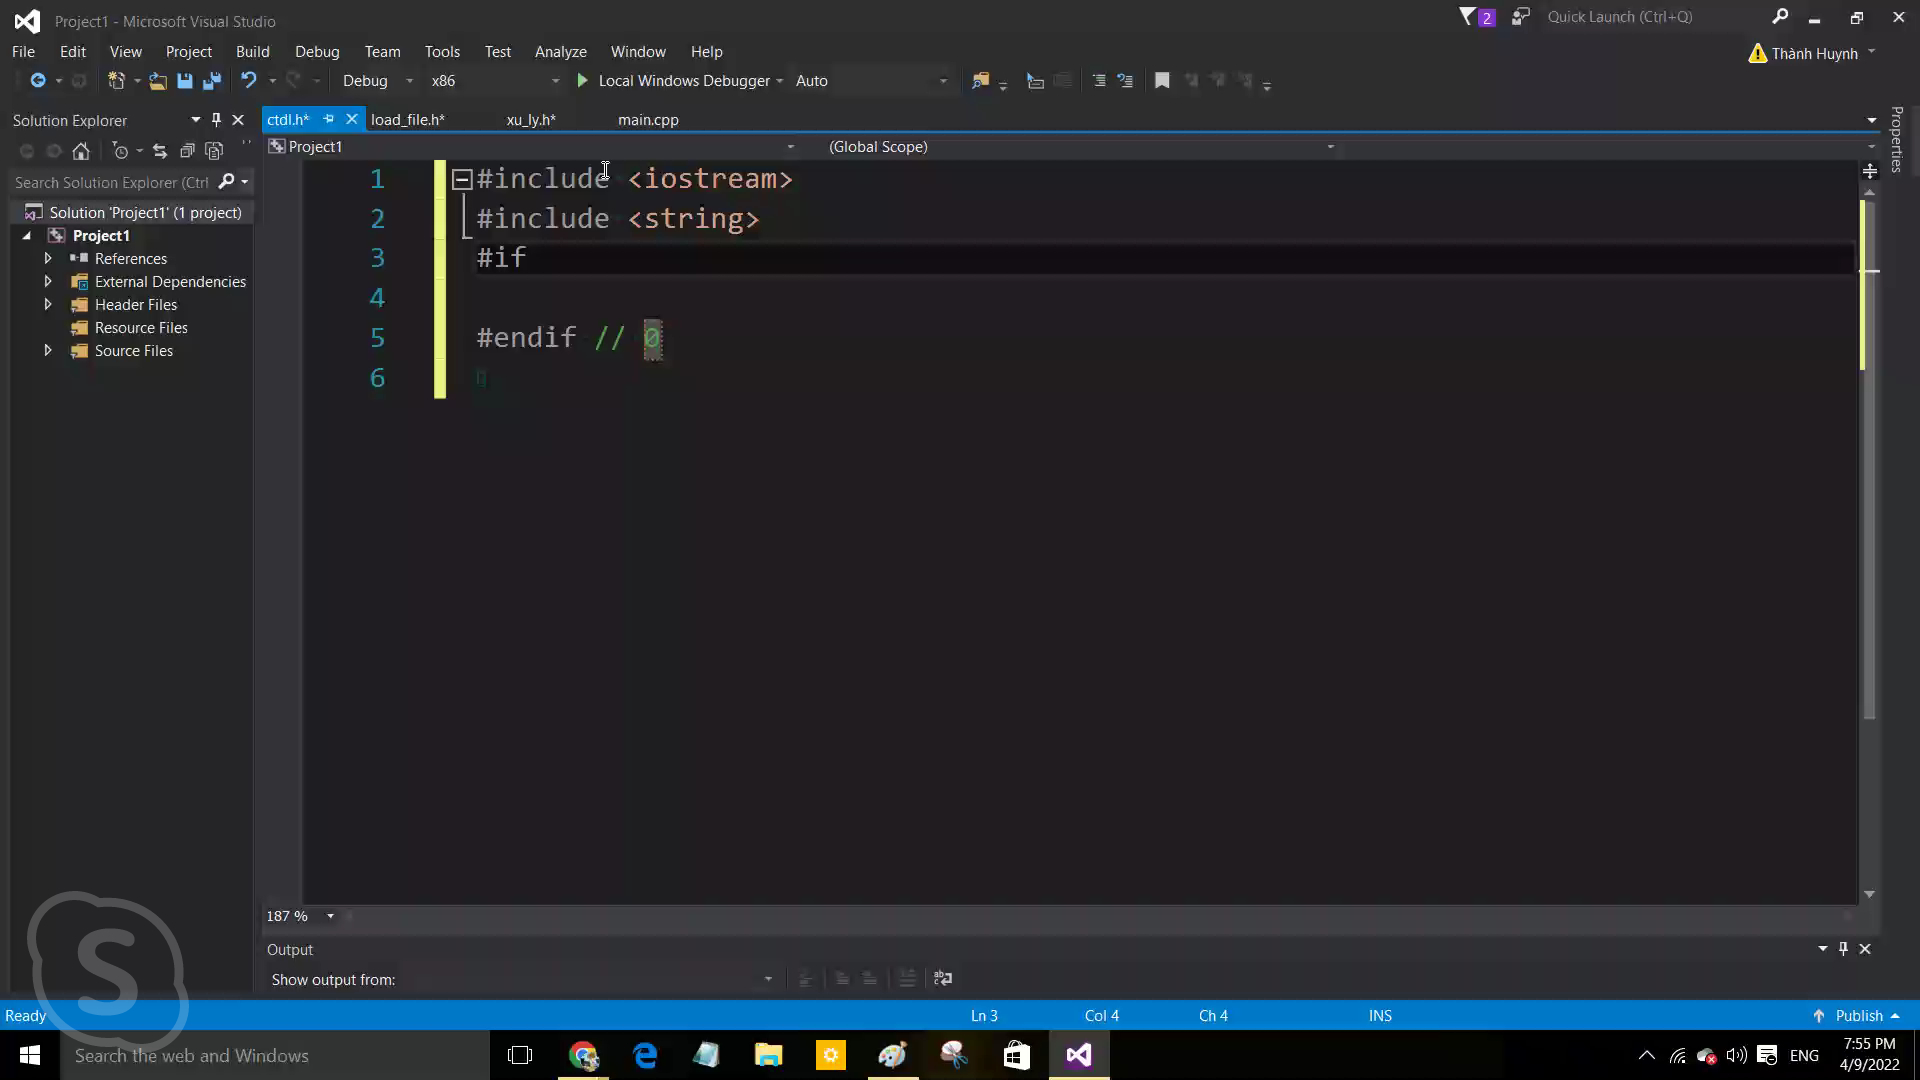 Project1 - Microsoft Visual Studio
2
Quick Launch (Ctrl+Q)
File Edit View Project Build Debug Team Tools Test Analyze Window Help
Thành Huynh
Debug x86 Local Windows Debugger Auto
Solution Explorer
ctdl.h* load_file.h* xu_ly.h* main.cpp
Properties
Project1 (Global Scope)
Search Solution Explorer (Ctrl
Solution 'Project1' (1 project)
Project1
References
External Dependencies
Header Files
Resource Files
Source Files
1 #include <iostream>
2 #include <string>
3 #if
4
5 #endif // 0
6
187 %
Output
Show output from:
Ready
Ln 3 Col 4 Ch 4 INS
Publish
Search the web and Windows
ENG
7:55 PM
4/9/2022